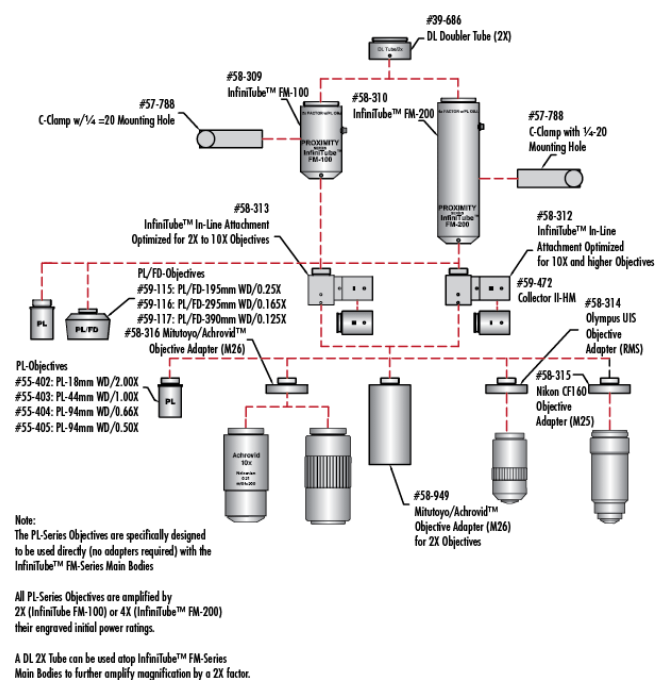 #39-686
DL Doubler Tube (2X)
DL Tube/2x
#58-309
InfiniTube™ FM-100
#58-310
InfiniTube™ FM-200
#57-788
C-Clamp w/¼ =20 Mounting Hole
#57-788
C-Clamp with ¼-20
Mounting Hole
PROXIMITY
InfiniTube™
FM-100
PROXIMITY
InfiniTube™
FM-200
#58-313
InfiniTube™ In-Line Attachment
Optimized for 2X to 10X Objectives
#58-312
InfiniTube™ In-Line
Attachment Optimized
for 10X and higher Objectives
#59-472
Collector II-HM
PL
PL/FD
PL/FD-Objectives
#59-115: PL/FD-195mm WD/0.25X
#59-116: PL/FD-295mm WD/0.165X
#59-117: PL/FD-390mm WD/0.125X
#58-316 Mitutoyo/Achrovid™
Objective Adapter (M26)
#58-314
Olympus UIS
Objective
Adapter (RMS)
#58-315
Nikon CF160
Objective
Adapter (M25)
PL-Objectives
#55-402: PL-18mm WD/2.00X
#55-403: PL-44mm WD/1.00X
#55-404: PL-94mm WD/0.66X
#55-405: PL-94mm WD/0.50X
PL
Achrovid
10x
#58-949
Mitutoyo/Achrovid™
Objective Adapter (M26)
for 2X Objectives
Note:
The PL-Series Objectives are specifically designed
to be used directly (no adapters required) with the
InfiniTube™ FM-Series Main Bodies
All PL-Series Objectives are amplified by
2X (InfiniTube FM-100) or 4X (InfiniTube™ FM-200)
their engraved initial power ratings.
A DL 2X Tube can be used atop InfiniTube™ FM-Series
Main Bodies to further amplify magnification by a 2X factor.